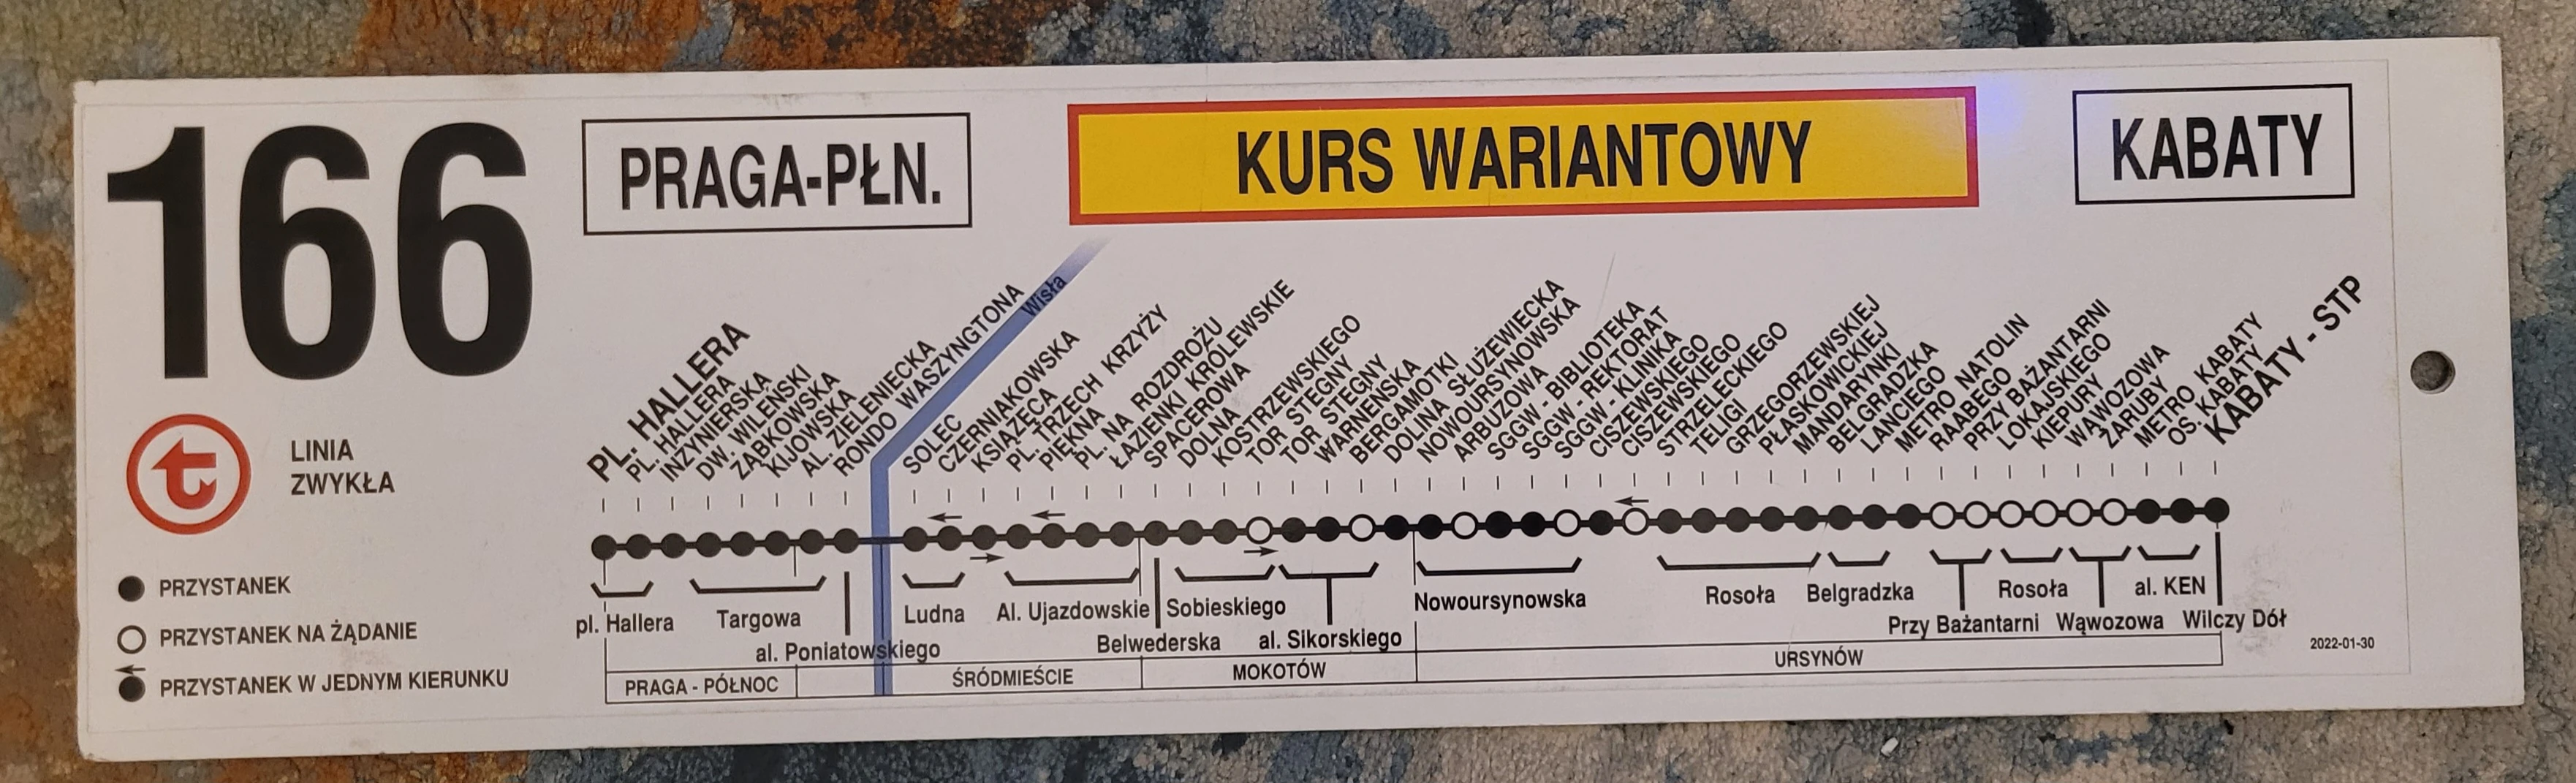 166
PRAGA-PŁN.
KURS WARIANTOWY
KABATY
t
LINIA
ZWYKŁA
PRZYSTANEK
PRZYSTANEK NA ŻĄDANIE
PRZYSTANEK W JEDNYM KIERUNKU
PL. HALLERA
PL. HALLERA
INŻYNIERSKA
DW. WILEŃSKI
ZĄBKOWSKA
KIJOWSKA
AL. ZIELENIECKA
RONDO WASZYNGTONA
Wisła
SOLEC
CZERNIAKOWSKA
KSIĄŻĘCA
PL. TRZECH KRZYŻY
PIĘKNA
PL. NA ROZDROŻU
ŁAZIENKI KRÓLEWSKIE
SPACEROWA
DOLNA
KOSTRZEWSKIEGO
TOR STEGNY
TOR STEGNY
WARNEŃSKA
BERGAMOTKI
DOLINA SŁUŻEWIECKA
NOWOURSYNOWSKA
ARBUZOWA
SGGW - BIBLIOTEKA
SGGW - REKTORAT
SGGW - KLINIKA
CISZEWSKIEGO
CISZEWSKIEGO
STRZELECKIEGO
TELIGI
GRZEGORZEWSKIEJ
PŁASKOWICKIEJ
MANDARYNKI
BELGRADZKA
LANCIEGO
METRO NATOLIN
RAABEGO
PRZY BAŻANTARNI
LOKAJSKIEGO
KIEPURY
WĄWOZOWA
ŻARUBY
METRO KABATY
OS. KABATY
KABATY - STP
pl. Hallera
Targowa
al. Poniatowskiego
Ludna
Al. Ujazdowskie
Belwederska
Sobieskiego
al. Sikorskiego
Nowoursynowska
Rosoła
Belgradzka
Przy Bażantarni
Rosoła
Wąwozowa
al. KEN
Wilczy Dół
PRAGA - PÓŁNOC
ŚRÓDMIEŚCIE
MOKOTÓW
URSYNÓW
2022-01-30